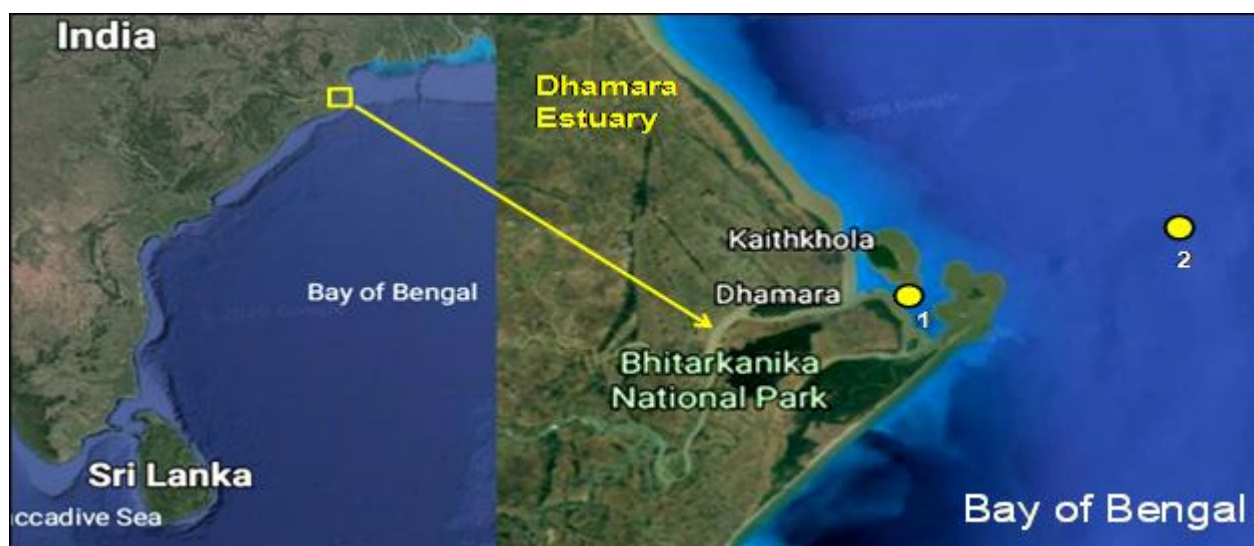 India
Bay of Bengal
Sri Lanka
accadive Sea
Dhamara
Estuary
Kaithkhola
Dhamara
1
2
Bhitarkanika
National Park
Bay of Bengal